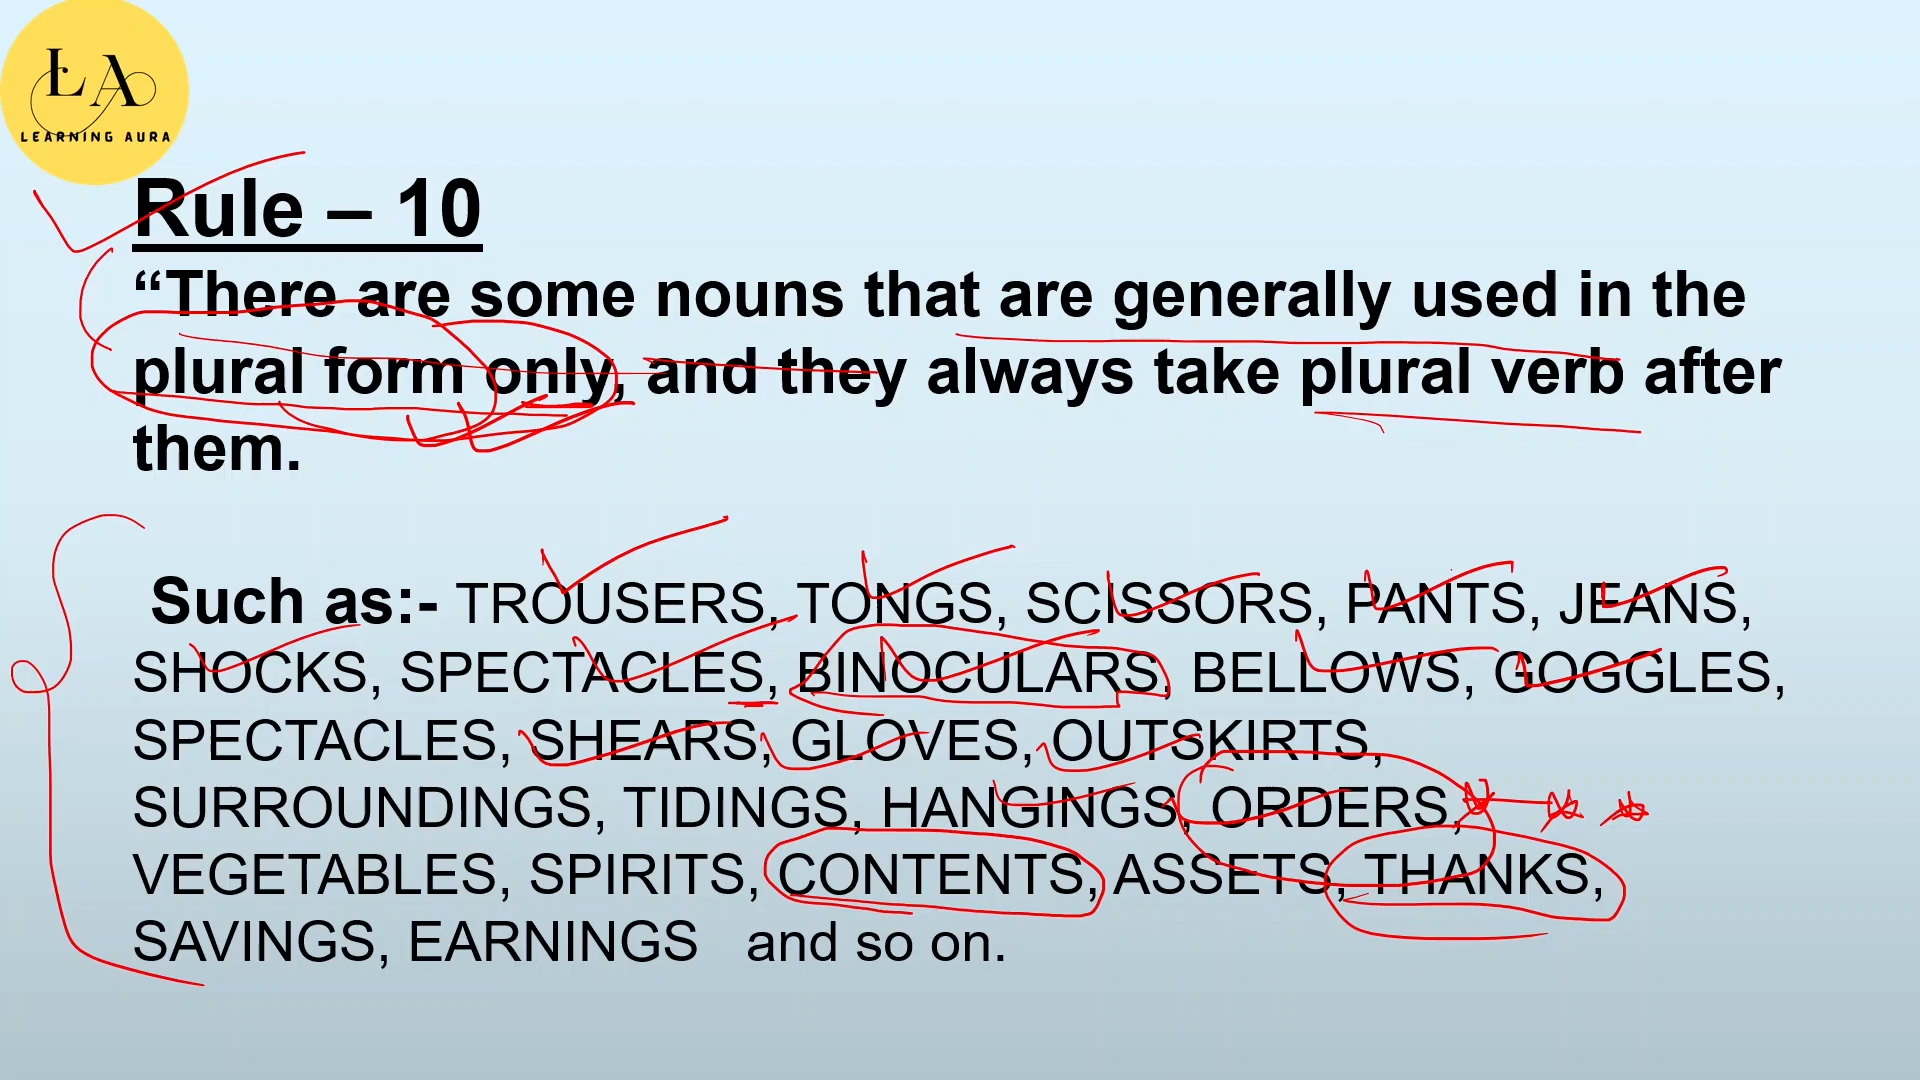 LA
LEARNING AURA
Rule – 10
“There are some nouns that are generally used in the
plural form only, and they always take plural verb after
them.
Such as:- TROUSERS, TONGS, SCISSORS, PANTS, JEANS,
SHOCKS, SPECTACLES, BINOCULARS, BELLOWS, GOGGLES,
SPECTACLES, SHEARS, GLOVES, OUTSKIRTS,
SURROUNDINGS, TIDINGS, HANGINGS, ORDERS,
VEGETABLES, SPIRITS, CONTENTS, ASSETS, THANKS,
SAVINGS, EARNINGS and so on.